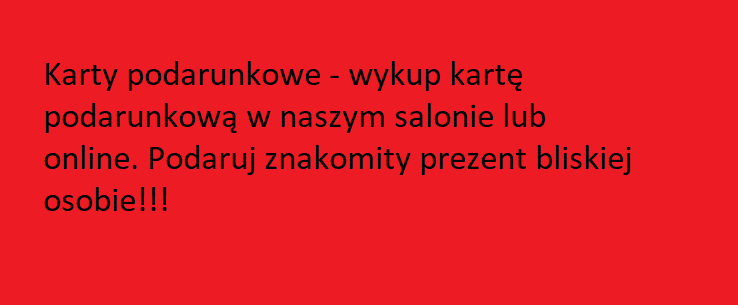 Karty podarunkowe - wykup kartę
podarunkową w naszym salonie lub
online. Podaruj znakomity prezent bliskiej
osobie!!!